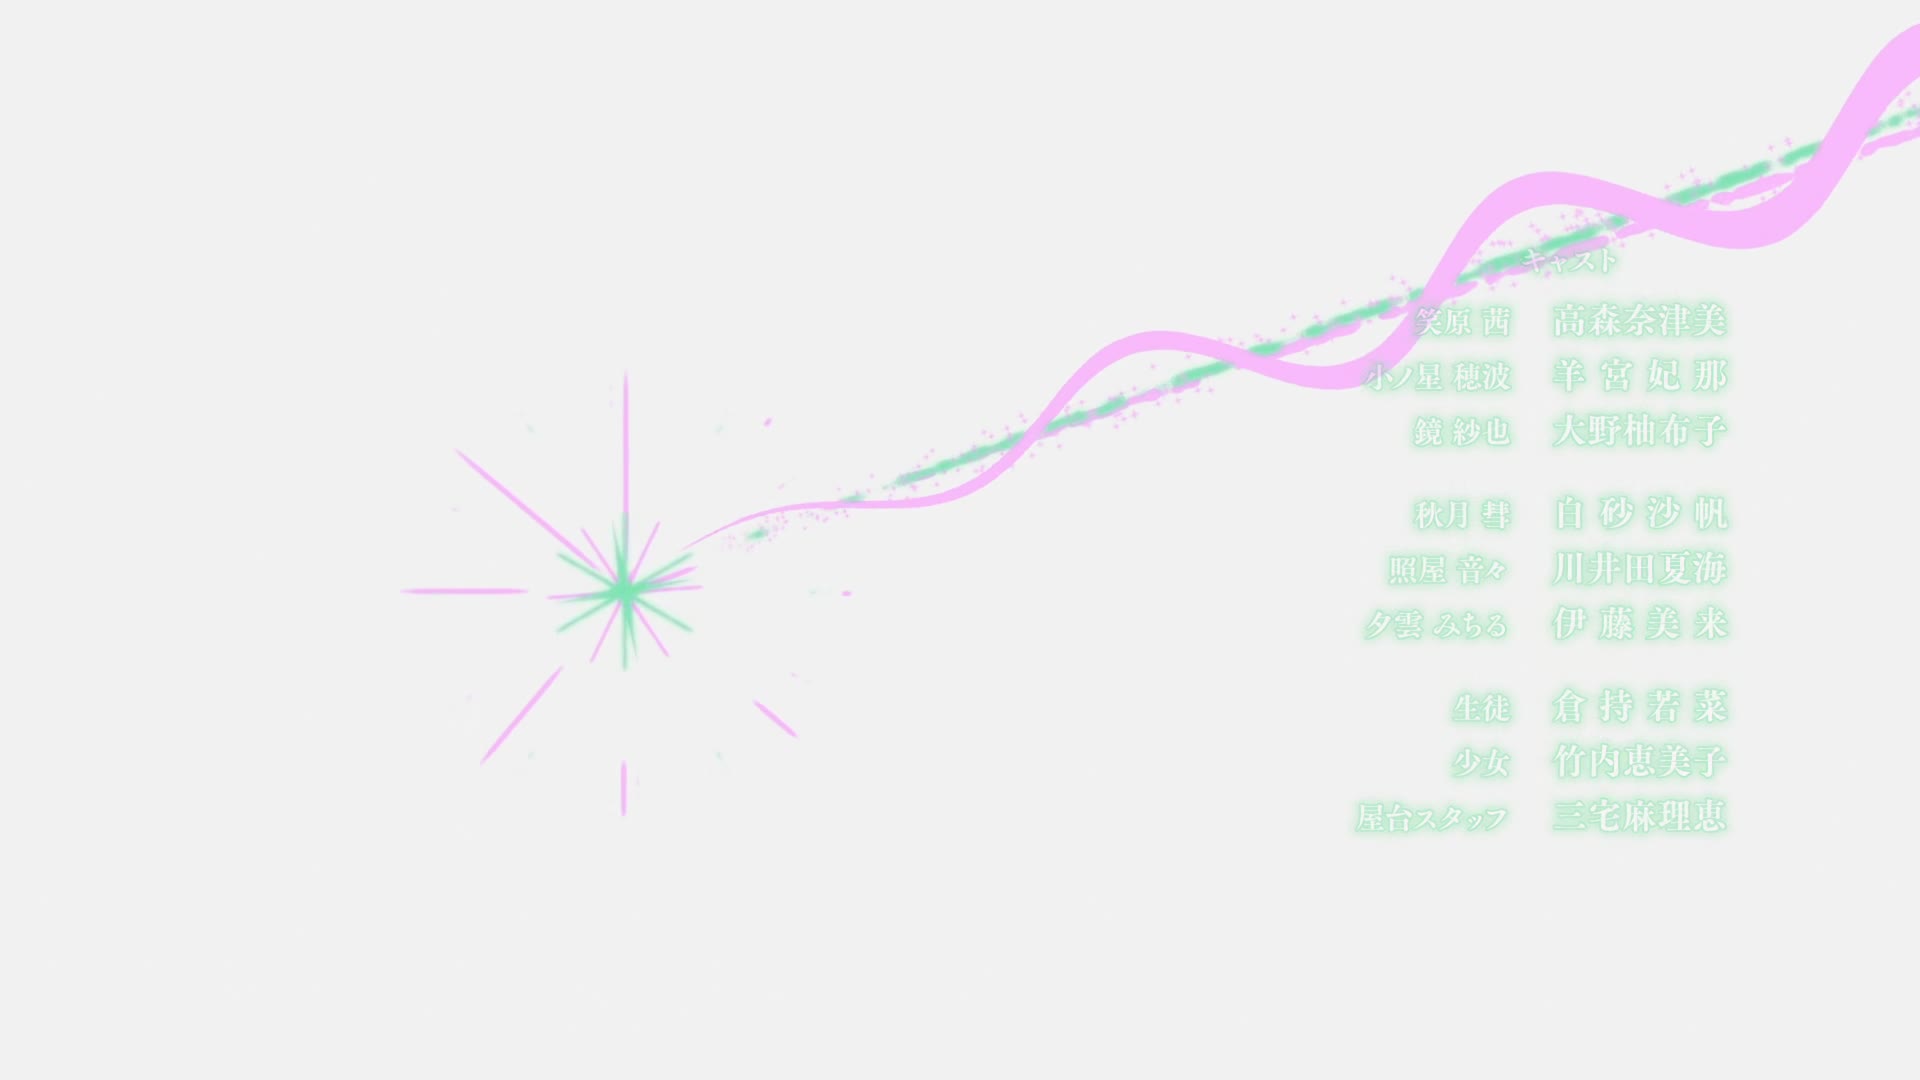 キャスト
笑原 茜 高森奈津美
小ノ星 穂波 羊宮妃那
鏡 紗也 大野柚布子
秋月 彗 白砂沙帆
照屋 音々 川井田夏海
夕雲 みちる 伊藤美来
生徒 倉持若菜
少女 竹内恵美子
屋台スタッフ 三宅麻理恵